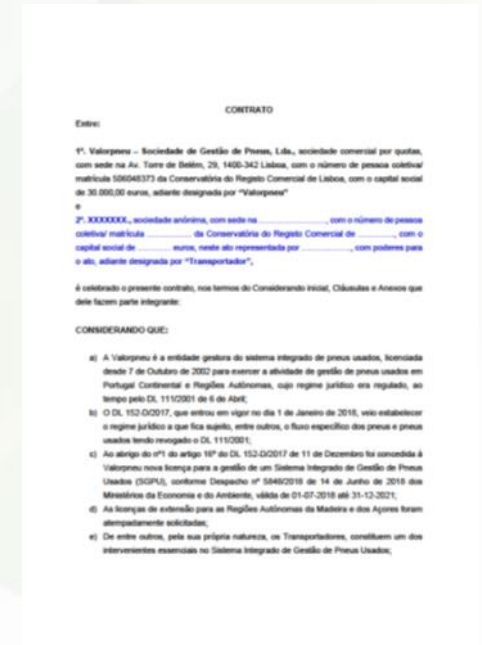 CONTRATO
Entre:
1º. Valorpneu – Sociedade de Gestão de Pneus, Lda., sociedade comercial por quotas,
com sede na Av. Torre de Belém, 29, 1400-342 Lisboa, com o número de pessoa coletiva/
matrícula 506048373 da Conservatória do Registo Comercial de Lisboa, com o capital social
de 30.000,00 euros, adiante designada por “Valorpneu”
e
2º. XXXXXXX., sociedade anónima, com sede na ........................., com o número de pessoa
coletiva/ matrícula ................ da Conservatória do Registo Comercial de ............., com o
capital social de ............ euros, neste ato representada por .................., com poderes para
o ato, adiante designada por “Transportador”,
é celebrado o presente contrato, nos termos do Considerando inicial, Cláusulas e Anexos que
dele fazem parte integrante:
CONSIDERANDO QUE:
a) A Valorpneu é a entidade gestora do sistema integrado de pneus usados, licenciada
desde 7 de Outubro de 2002 para exercer a atividade de gestão de pneus usados em
Portugal Continental e Regiões Autónomas, cujo regime jurídico era regulado, ao
tempo pelo DL 111/2001 de 6 de Abril;
b) O DL 152-D/2017, que entrou em vigor no dia 1 de Janeiro de 2018, veio estabelecer
o regime jurídico a que fica sujeito, entre outros, o fluxo específico dos pneus e pneus
usados tendo revogado o DL 111/2001;
c) Ao abrigo do nº1 do artigo 16º do DL 152-D/2017 de 11 de Dezembro foi concedida à
Valorpneu nova licença para a gestão de um Sistema Integrado de Gestão de Pneus
Usados (SGPU), conforme Despacho nº 5848/2018 de 14 de Junho de 2018 dos
Ministérios da Economia e do Ambiente, válida de 01-07-2018 até 31-12-2021;
d) As licenças de extensão para as Regiões Autónomas da Madeira e dos Açores foram
atempadamente solicitadas;
e) De entre outros, pela sua própria natureza, os Transportadores, constituem um dos
intervenientes essenciais no Sistema Integrado de Gestão de Pneus Usados;